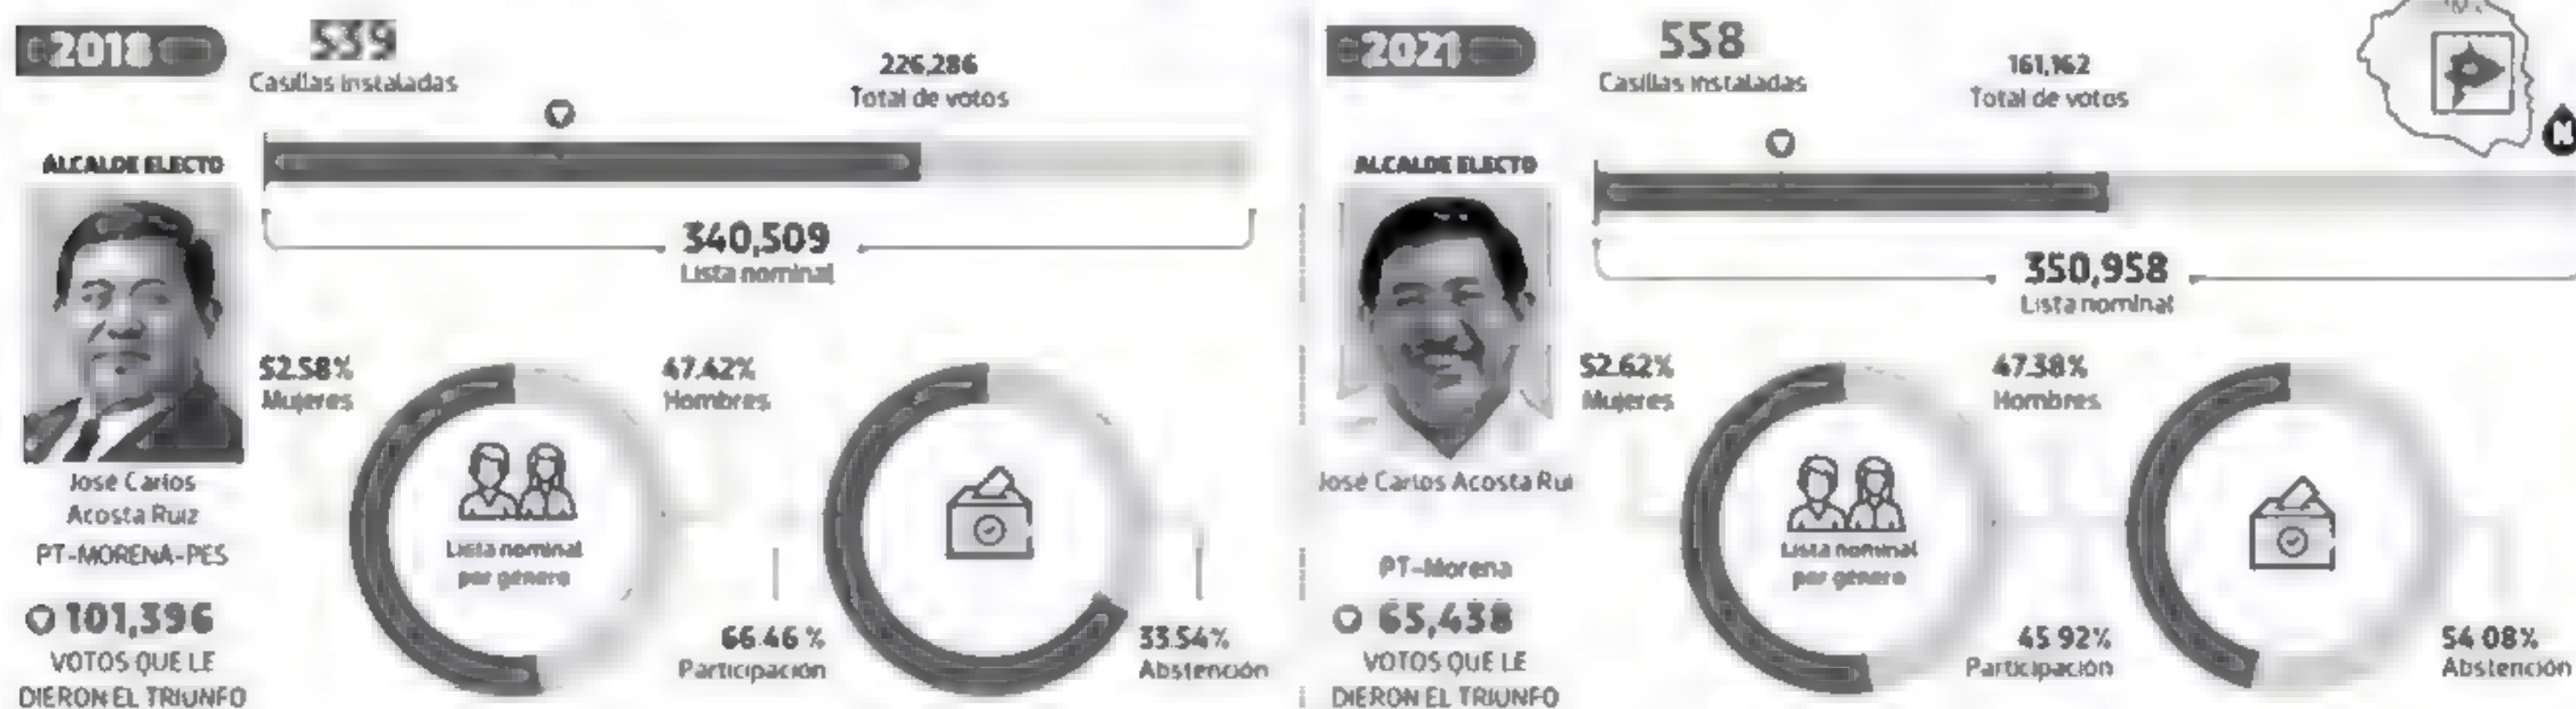 2018
539
Casillas instaladas
226,286
Total de votos
ALCALDE ELECTO
340,509
Lista nominal
52.58%
Mujeres
47.42%
Hombres
José Carlos
Acosta Ruiz
PT-MORENA-PES
Lista nominal
por género
101,396
VOTOS QUE LE
DIERON EL TRIUNFO
66.46 %
Participación
33.54%
Abstención
2021
558
Casillas instaladas
161,162
Total de votos
N
ALCALDE ELECTO
350,958
Lista nominal
52.62%
Mujeres
47.38%
Hombres
José Carlos Acosta Rui
PT-Morena
Lista nominal
por género
65,438
VOTOS QUE LE
DIERON EL TRIUNFO
45.92%
Participación
54.08%
Abstención